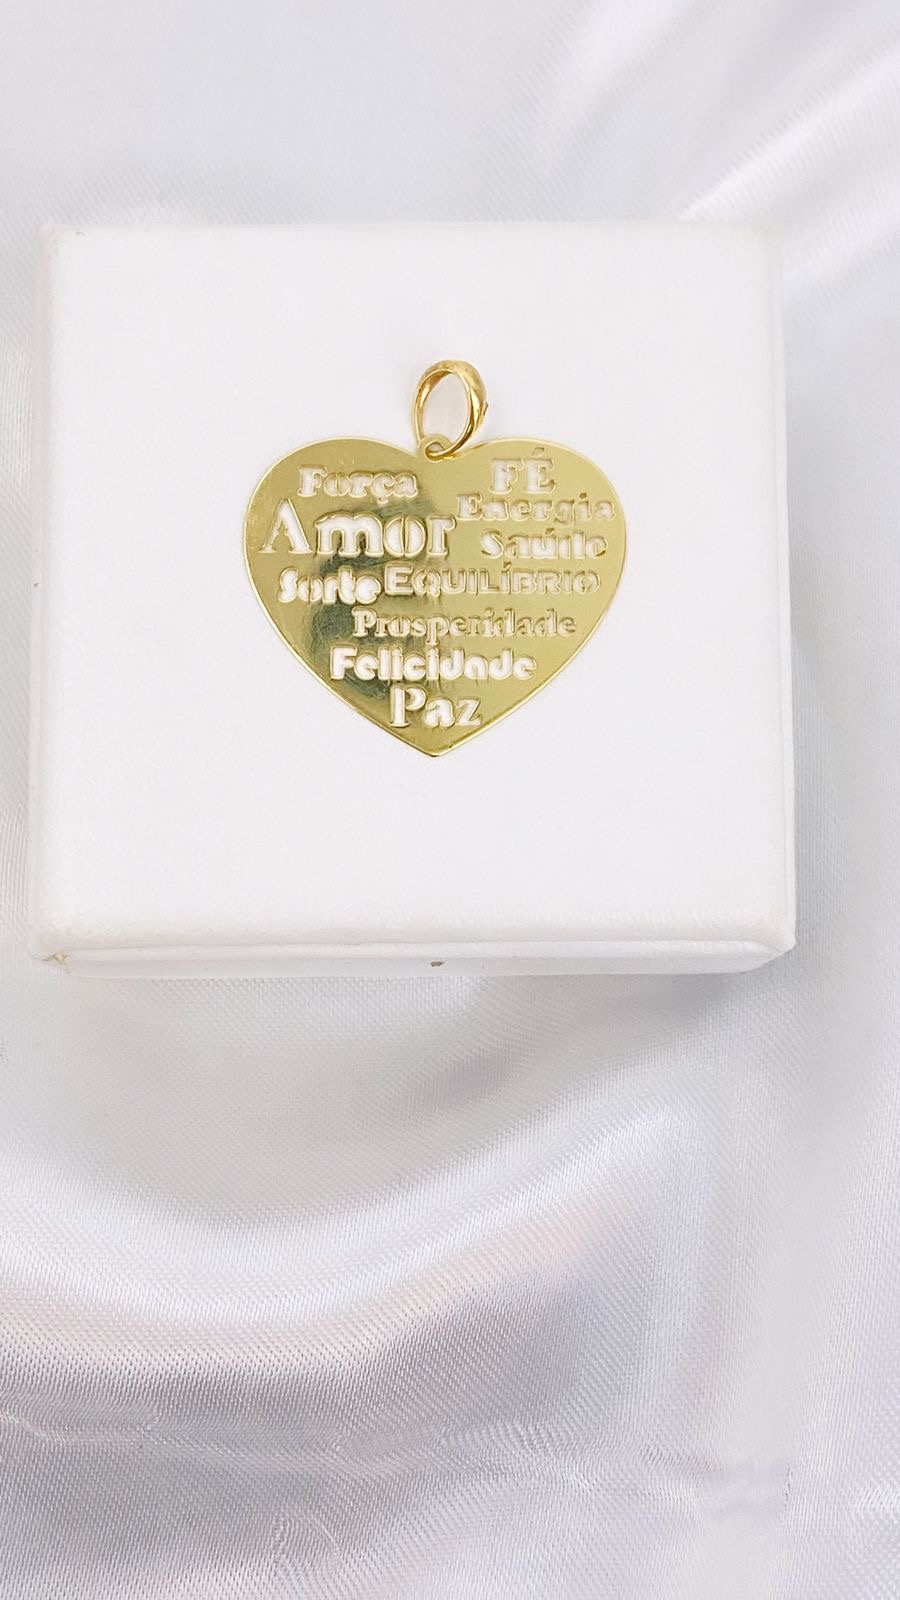 Força FÉ
Energia
Amor Saúde
Sorte EQUILÍBRIO
Prosperidade
Felicidade
Paz